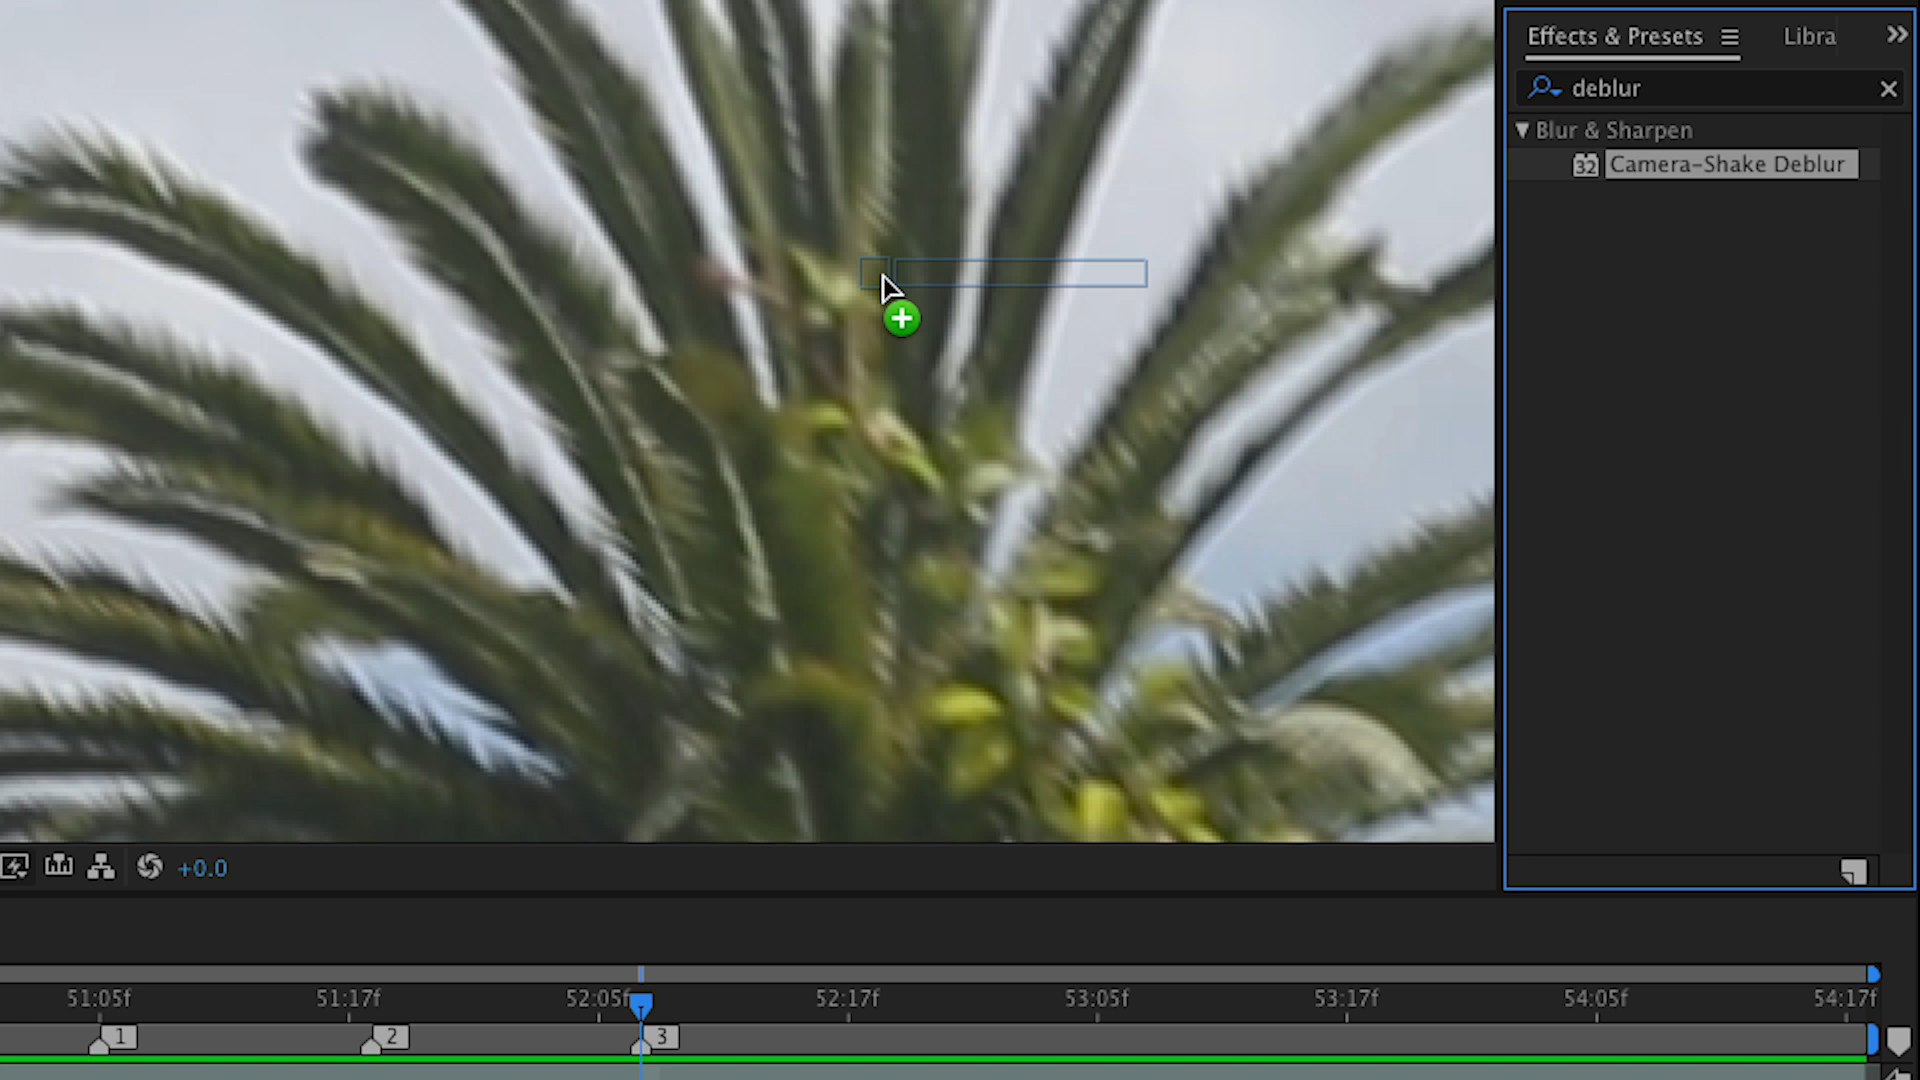 Effects & Presets
Libra
deblur
Blur & Sharpen
32 Camera-Shake Deblur
+0.0
51:05f 51:17f 52:05f 52:17f 53:05f 53:17f 54:05f 54:17f
1 2 3